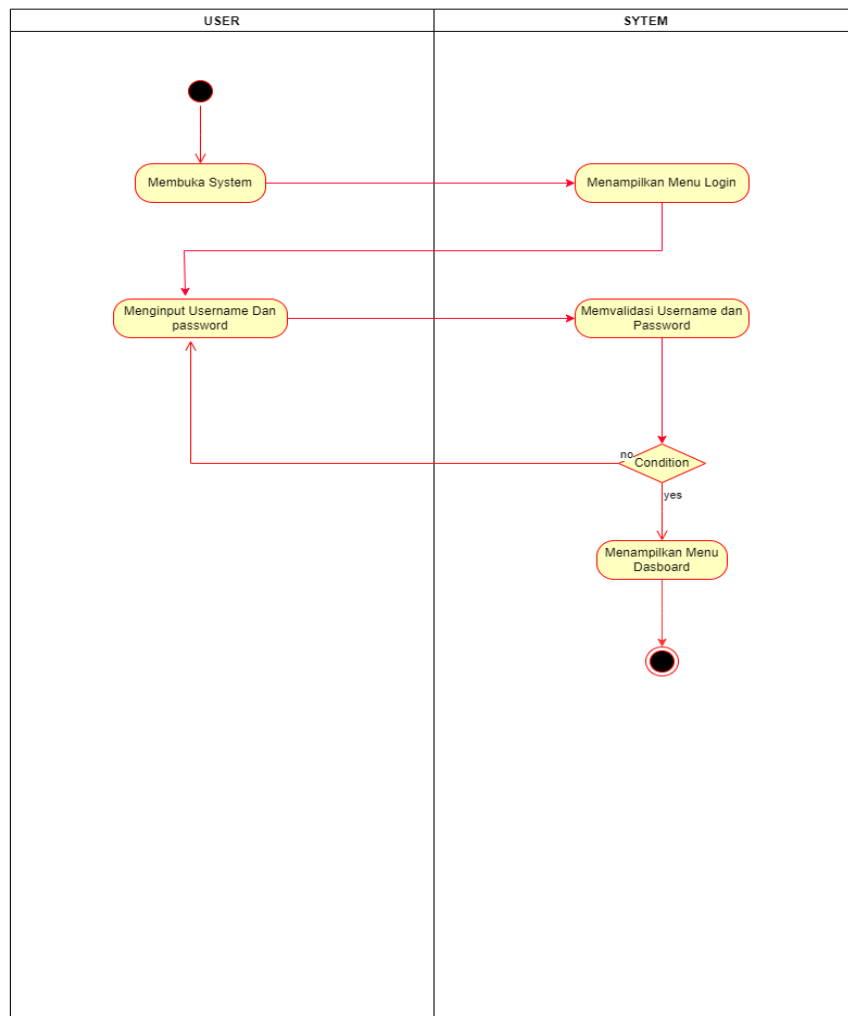 USER
SYTEM
Membuka System
Menampilkan Menu Login
Menginput Username Dan
password
Memvalidasi Username dan
Password
no
Condition
yes
Menampilkan Menu
Dasboard